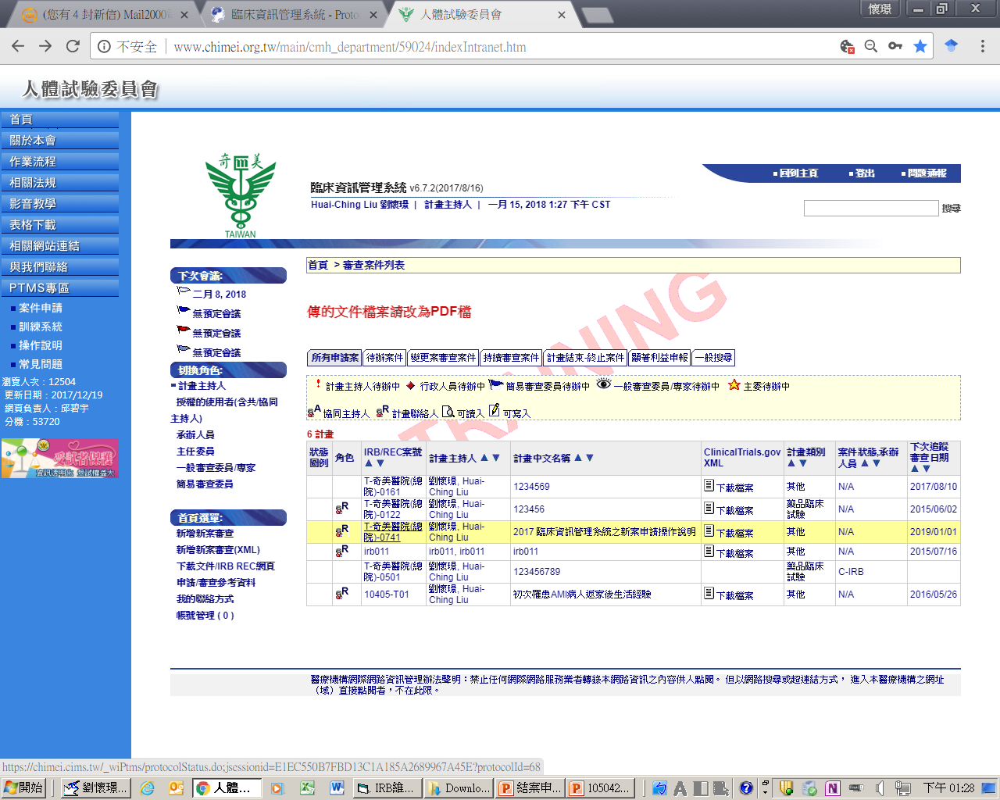 (您有 4 封新信) Mail2000
臨床資訊管理系統 - Proto
人體試驗委員會
懷璟
不安全
www.chimei.org.tw/main/cmh_department/59024/indexIntranet.htm
人體試驗委員會
首頁
關於本會
作業流程
相關法規
影音教學
表格下載
相關網站連結
與我們聯絡
PTMS專區
案件申請
訓練系統
操作說明
常見問題
瀏覽人次：12504
更新日期：2017/12/19
網頁負責人：邱碧宇
分機：53720
受試者保護
資訊透明化 受試權益大
奇美
TAIWAN
臨床資訊管理系統 v6.7.2(2017/8/16)
Huai-Ching Liu 劉懷璟 | 計畫主持人 | 一月 15, 2018 1:27 下午 CST
回到主頁
登出
問題通報
搜尋
下次會議:
二月 8, 2018
無預定會議
無預定會議
無預定會議
切換角色:
計畫主持人
授權的使用者(含共/協同
主持人)
承辦人員
主任委員
一般審查委員/專家
簡易審查委員
首頁選單:
新增新案審查
新增新案審查(XML)
下載文件/IRB REC網頁
申請/審查參考資料
我的聯絡方式
帳號管理 ( 0 )
首頁 > 審查案件列表
TRAINING
傳的文件檔案請改為PDF檔
所有申請案 待辦案件 變更案審查案件 持續審查案件 計畫結束-終止案件 顯著利益申報 一般搜尋
計畫主持人待辦中 行政人員待辦中 簡易審查委員待辦中 一般審查委員/專家待辦中 主委待辦中
A 協同主持人 R 計畫聯絡人 可讀入 可寫入
6 計畫
狀態圖例 角色 IRB/REC案號 ▲▼ 計畫主持人 ▲▼ 計畫中文名稱 ▲▼ ClinicalTrials.gov XML 計畫類別 ▲▼ 案件狀態,承辦人員 ▲▼ 下次追蹤審查日期 ▲▼
T-奇美醫院(總院)-0161 劉懷璟, Huai-Ching Liu 1234569 下載檔案 其他 N/A 2017/08/10
R T-奇美醫院(總院)-0122 劉懷璟, Huai-Ching Liu 123456 下載檔案 藥品臨床試驗 N/A 2015/06/02
R T-奇美醫院(總院)-0741 劉懷璟, Huai-Ching Liu 2017 臨床資訊管理系統之新案申請操作說明 下載檔案 其他 N/A 2019/01/01
R irb011 irb011, irb011 irb011 下載檔案 其他 N/A 2015/07/16
T-奇美醫院(總院)-0501 劉懷璟, Huai-Ching Liu 123456789 藥品臨床試驗 C-IRB
R 10405-T01 劉懷璟, Huai-Ching Liu 初次罹患AMI病人返家後生活經驗 下載檔案 其他 N/A 2016/05/26
醫療機構網際網路資訊管理辦法聲明：禁止任何網際網路服務業者轉錄本網路資訊之內容供人點閱。 但以網路搜尋或超連結方式， 進入本醫療機構之網址
（域）直接點閱者，不在此限。
https://chimei.cims.tw/_wiPtms/protocolStatus.do;jsessionid=E1EC550B7FBD13C1A185A2689967A45E?protocolId=68
開始 劉懷璟... 人體... IRB維... Downlo... 結案申... 105042... 下午 01:28